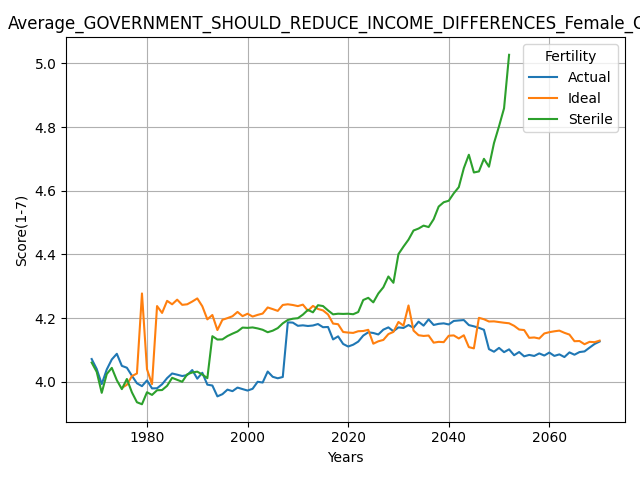 Average_GOVERNMENT_SHOULD_REDUCE_INCOME_DIFFERENCES_Female_
Fertility
Actual
Ideal
Sterile
Score(1-7)
5.0
4.8
4.6
4.4
4.2
4.0
1980 2000 2020 2040 2060
Years